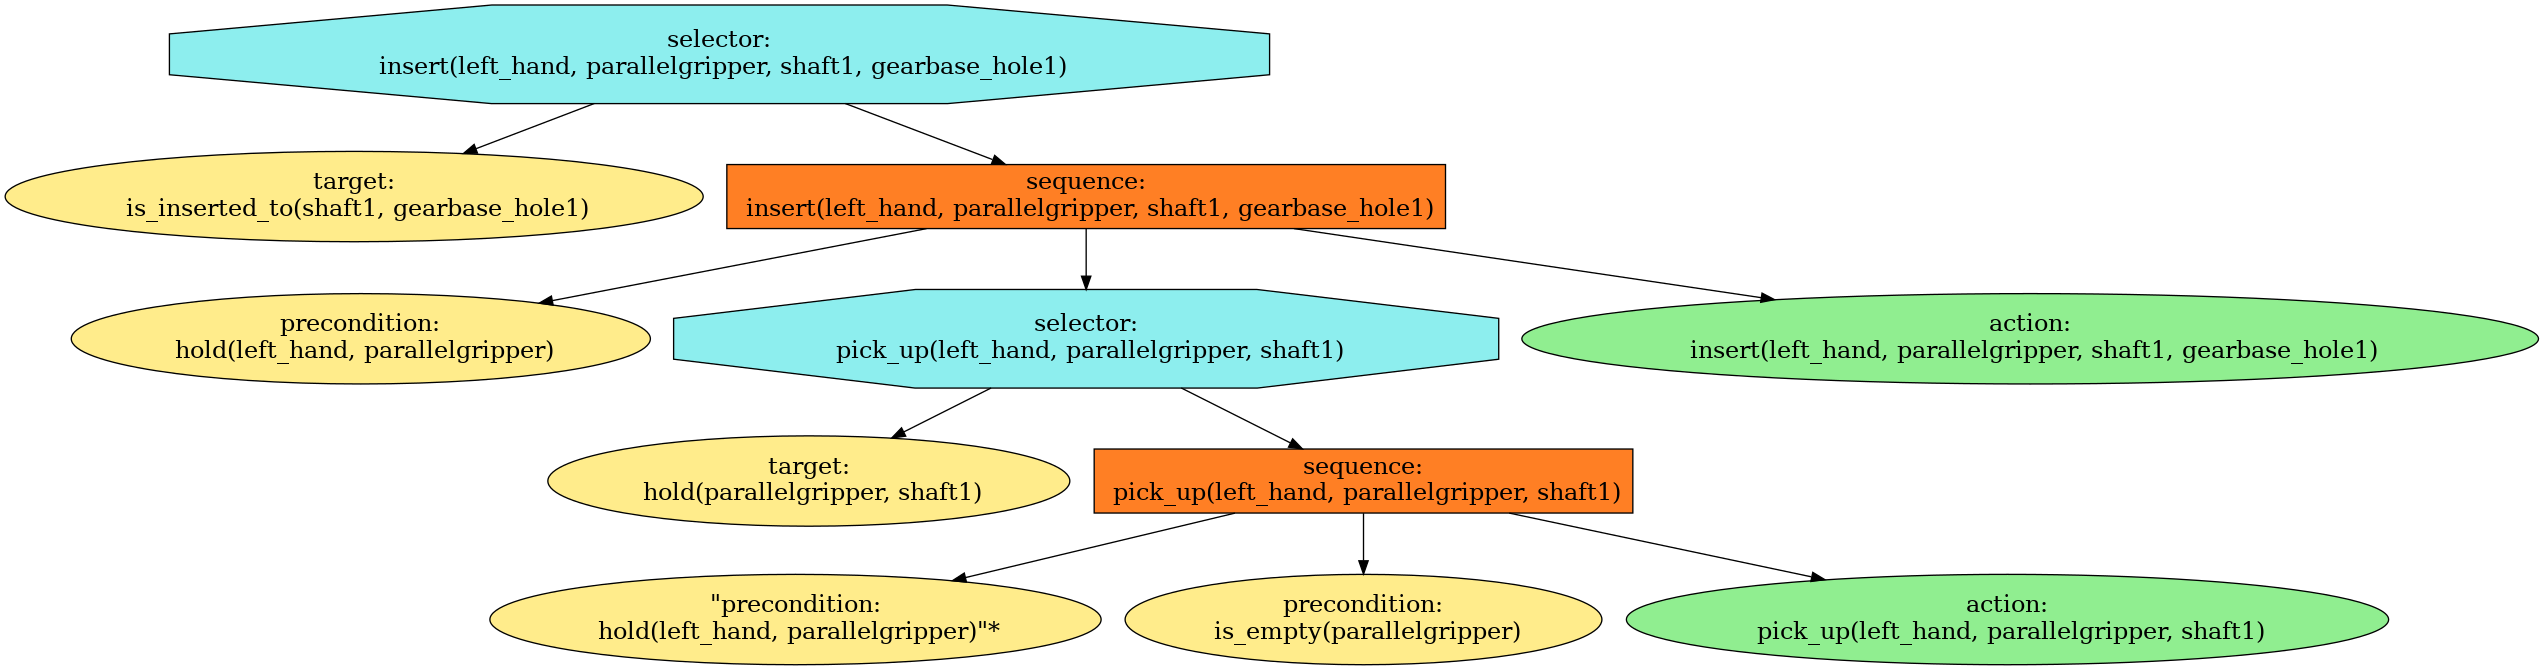 selector:
insert(left_hand, parallelgripper, shaft1, gearbase_hole1)
target:
is_inserted_to(shaft1, gearbase_hole1)
sequence:
insert(left_hand, parallelgripper, shaft1, gearbase_hole1)
precondition:
hold(left_hand, parallelgripper)
selector:
pick_up(left_hand, parallelgripper, shaft1)
action:
insert(left_hand, parallelgripper, shaft1, gearbase_hole1)
target:
hold(parallelgripper, shaft1)
sequence:
pick_up(left_hand, parallelgripper, shaft1)
"precondition:
hold(left_hand, parallelgripper)"*
precondition:
is_empty(parallelgripper)
action:
pick_up(left_hand, parallelgripper, shaft1)